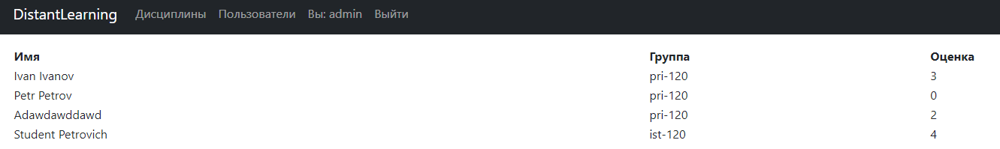 DistantLearning Дисциплины Пользователи Вы: admin Выйти
Имя Группа Оценка
Ivan Ivanov pri-120 3
Petr Petrov pri-120 0
Adawdawddawd pri-120 2
Student Petrovich ist-120 4